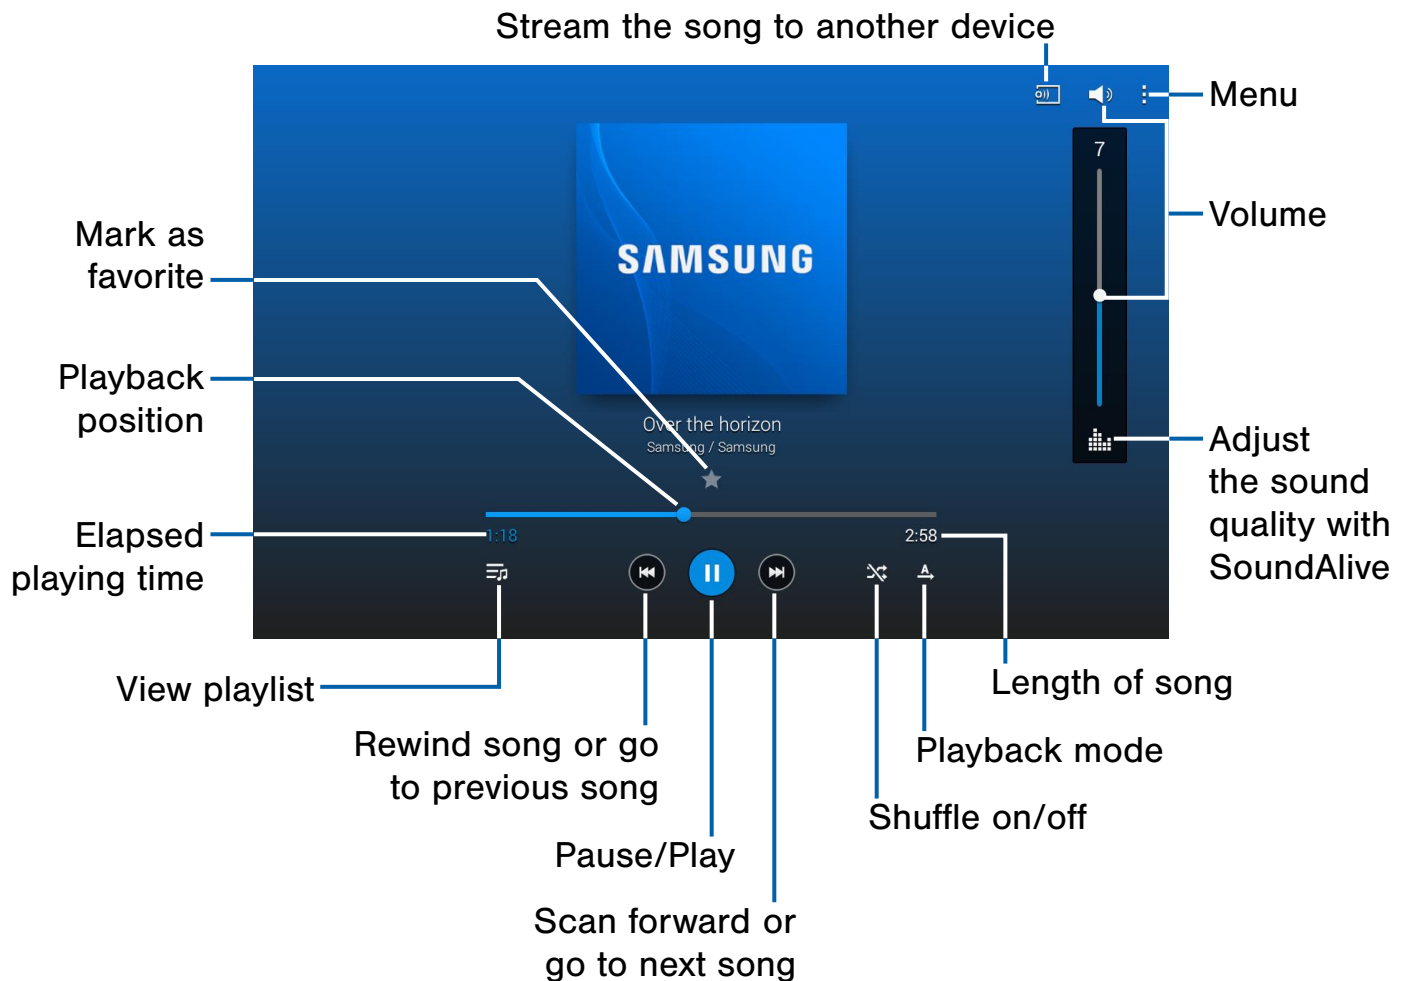 Stream the song to another device
Menu
7
Volume
Mark as
favorite
SAMSUNG
Playback
position
Over the horizon
Samsung / Samsung
Adjust
the sound
quality with
SoundAlive
Elapsed
playing time
1:18
2:58
A
View playlist
Length of song
Rewind song or go
to previous song
Playback mode
Shuffle on/off
Pause/Play
Scan forward or
go to next song